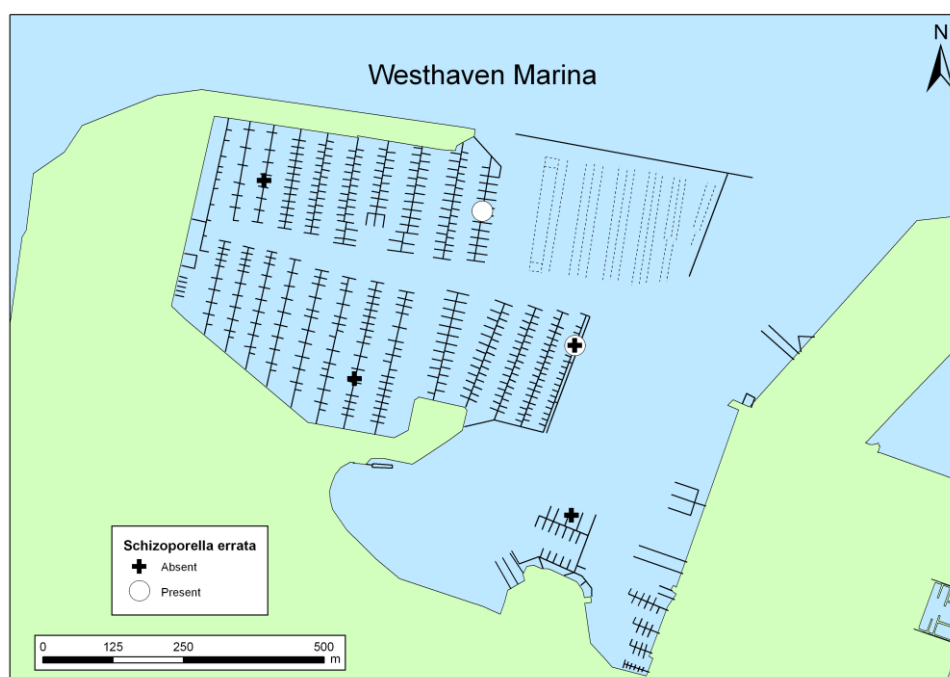 Westhaven Marina
N
Schizoporella errata
Absent
Present
0 125 250 500
m